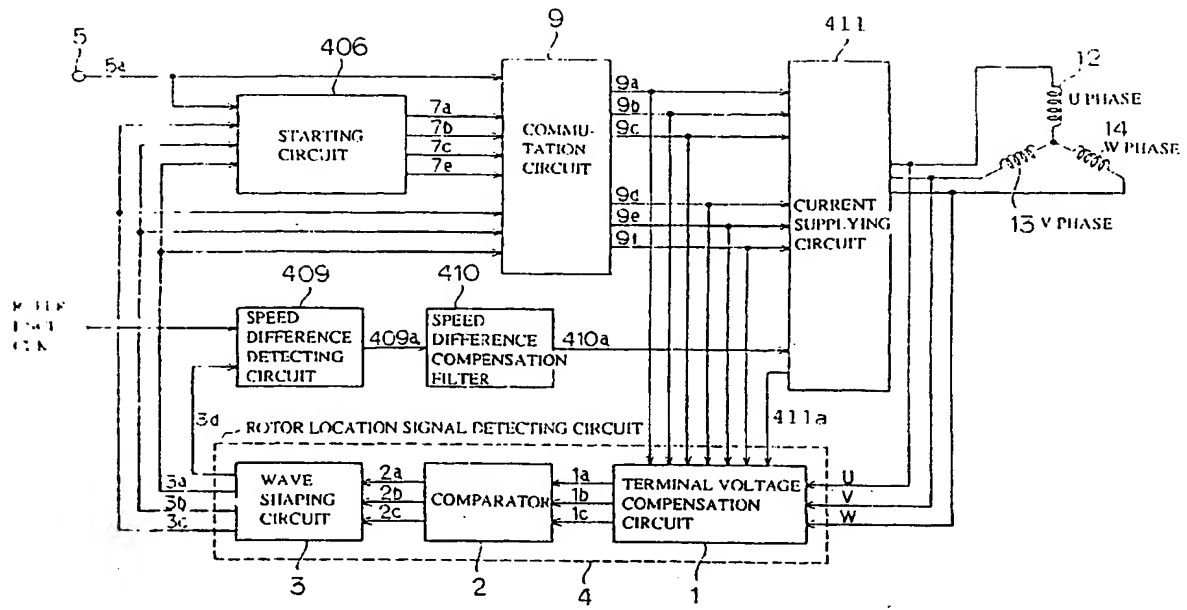 5
5a
406
STARTING
CIRCUIT
7a
7b
7c
7e
9
COMMU-
TATION
CIRCUIT
9a
9b
9c
9d
9e
411
CURRENT
SUPPLYING
CIRCUIT
12
U PHASE
14
W PHASE
13 V PHASE
409
SPEED
DIFFERENCE
DETECTING
CIRCUIT
409a
410
SPEED
DIFFERENCE
COMPENSATION
FILTER
410a
411a
3d
ROTOR LOCATION SIGNAL DETECTING CIRCUIT
3a
3b
3c
WAVE
SHAPING
CIRCUIT
2a
2b
2c
COMPARATOR
1a
1b
1c
TERMINAL VOLTAGE
COMPENSATION
CIRCUIT
U
V
W
3
2
4
1